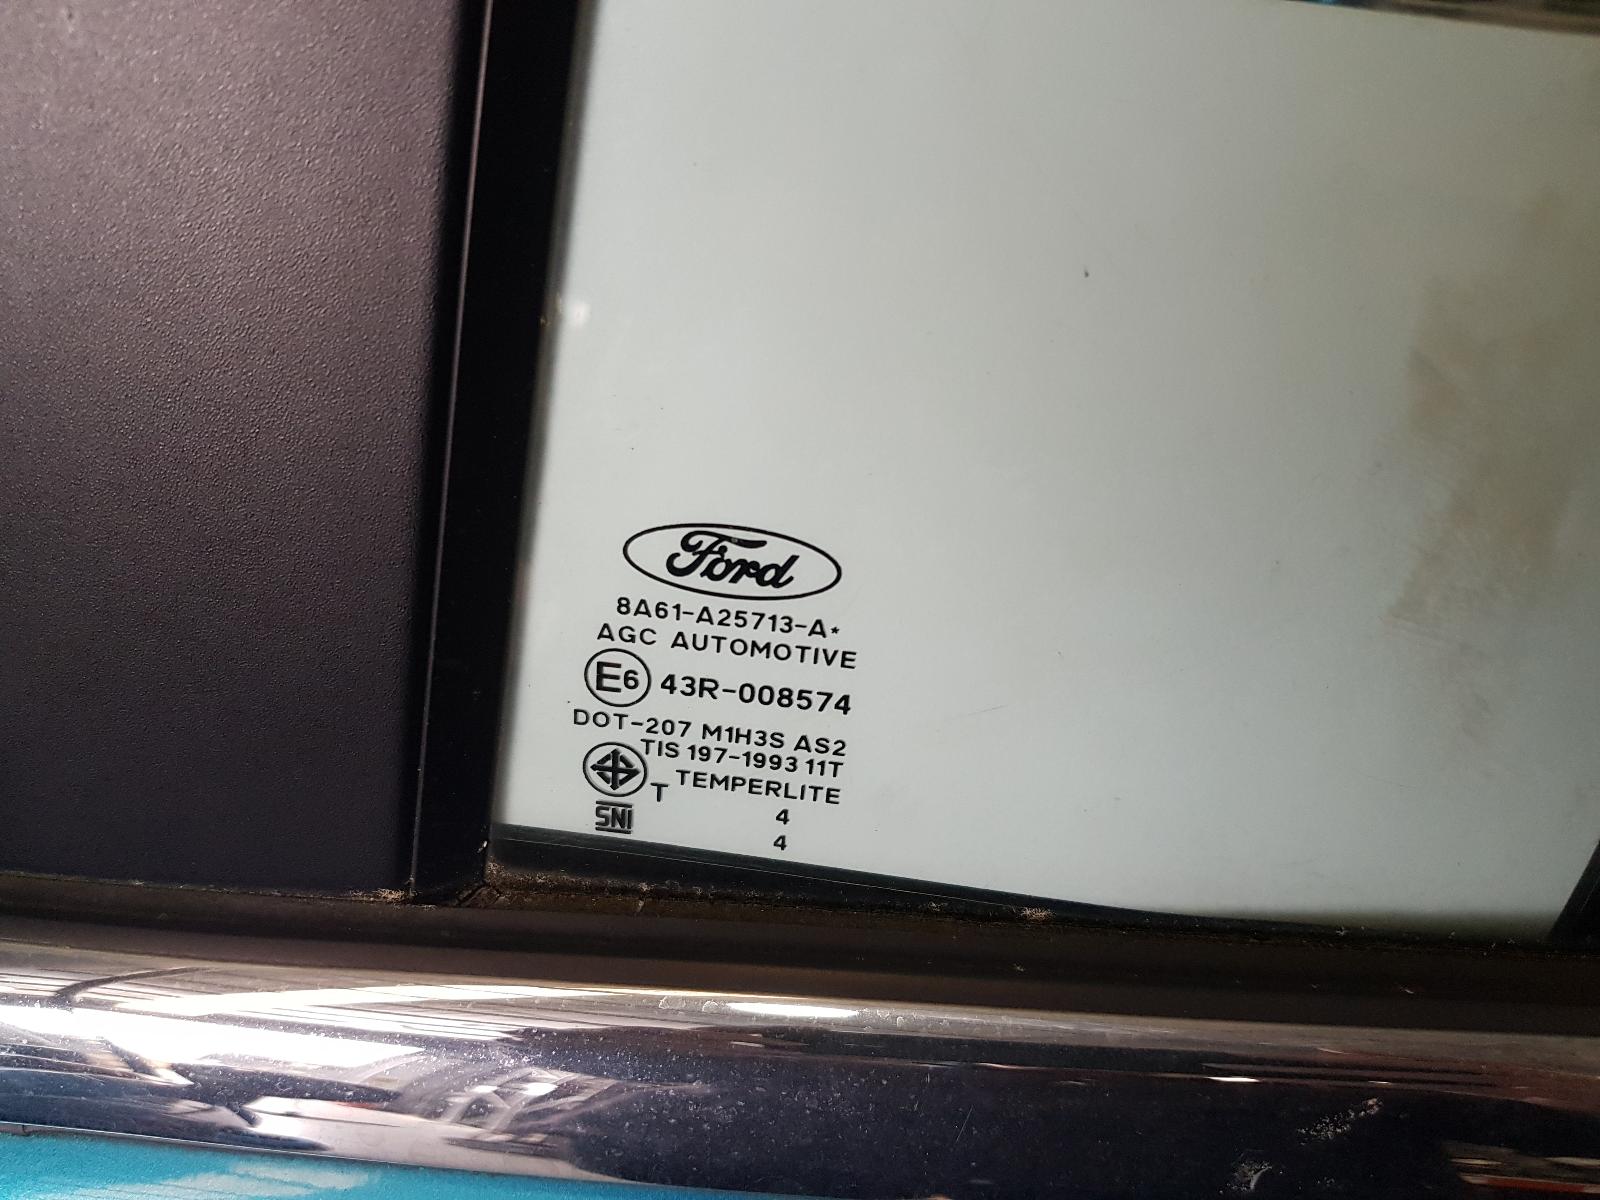 Ford
8A61-A25713-A*
AGC AUTOMOTIVE
E6 43R-008574
DOT-207 M1H3S AS2
TIS 197-1993 11T
T TEMPERLITE
SNI 4
4